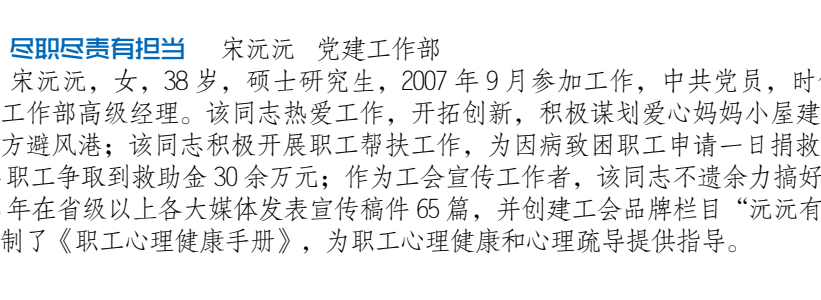 尽职尽责有担当 宋沅沅 党建工作部
宋沅沅，女，38岁，硕士研究生，2007年9月参加工作，中共党员，时
工作部高级经理。该同志热爱工作，开拓创新，积极谋划爱心妈妈小屋建
方避风港；该同志积极开展职工帮扶工作，为因病致困职工申请一日捐救
职工争取到救助金30余万元；作为工会宣传工作者，该同志不遗余力搞好
年在省级以上各大媒体发表宣传稿件65篇，并创建工会品牌栏目“沅沅有
制了《职工心理健康手册》，为职工心理健康和心理疏导提供指导。